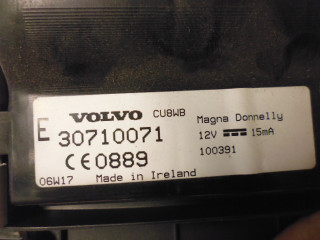 VOLVO CU8WB Magna Donnelly
E 30710071 12V 15mA
CE0889 100391
06W17 Made in Ireland